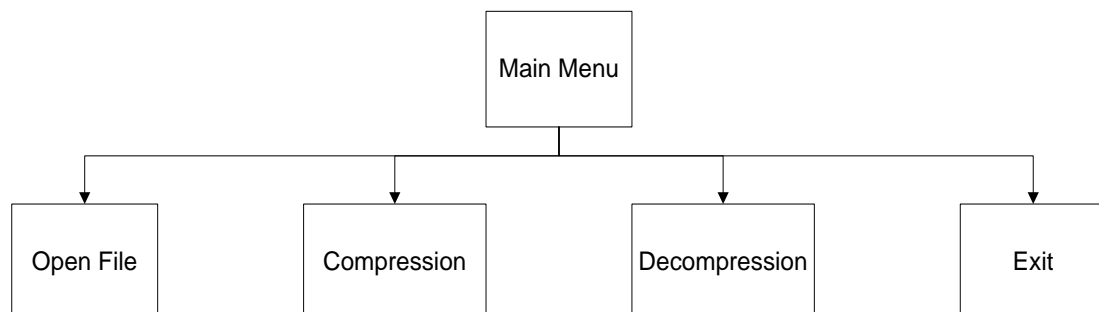 Main Menu
Open File
Compression
Decompression
Exit